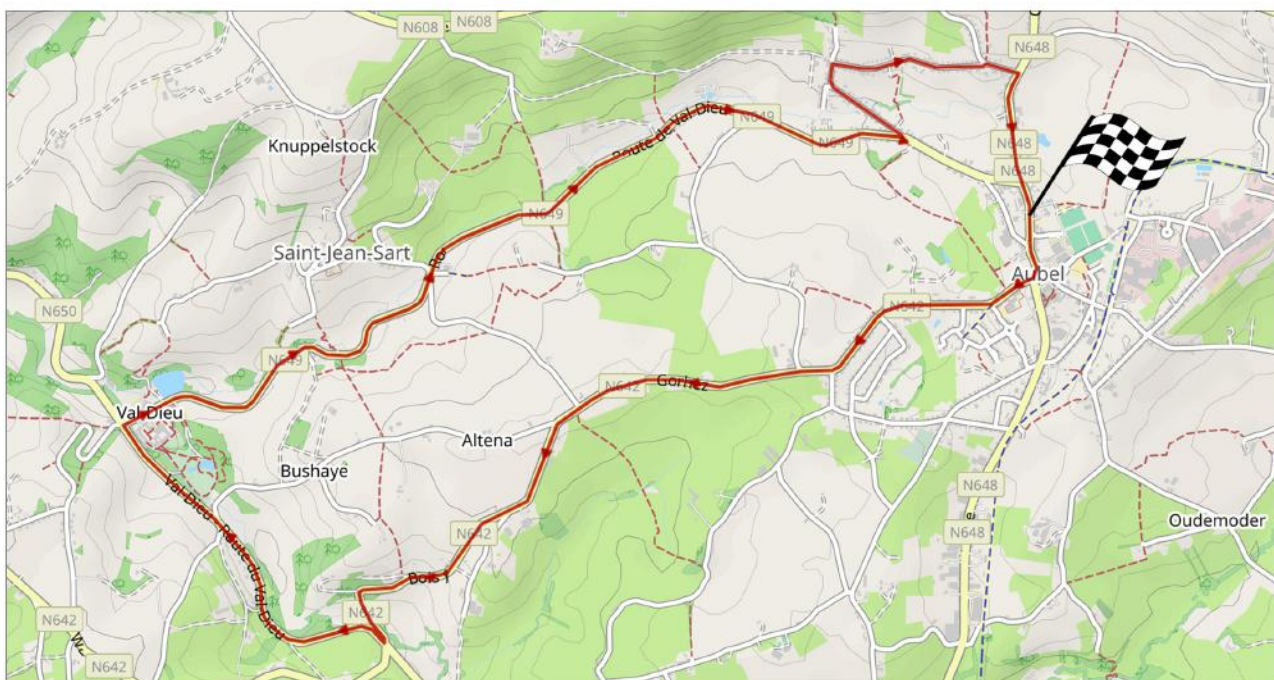 N608
N608
N648
Knuppelstock
Route de Val Dieu
N649
N649
N648
N648
N649
Saint-Jean-Sart
Roi
Aubel
N650
N642
N649
Gorhez
N642
Val-Dieu
Altena
Bushaye
Val-Dieu - Route du Val-Dieu
N648
Oudemoder
N648
N642
Bois
N642
N642
N642